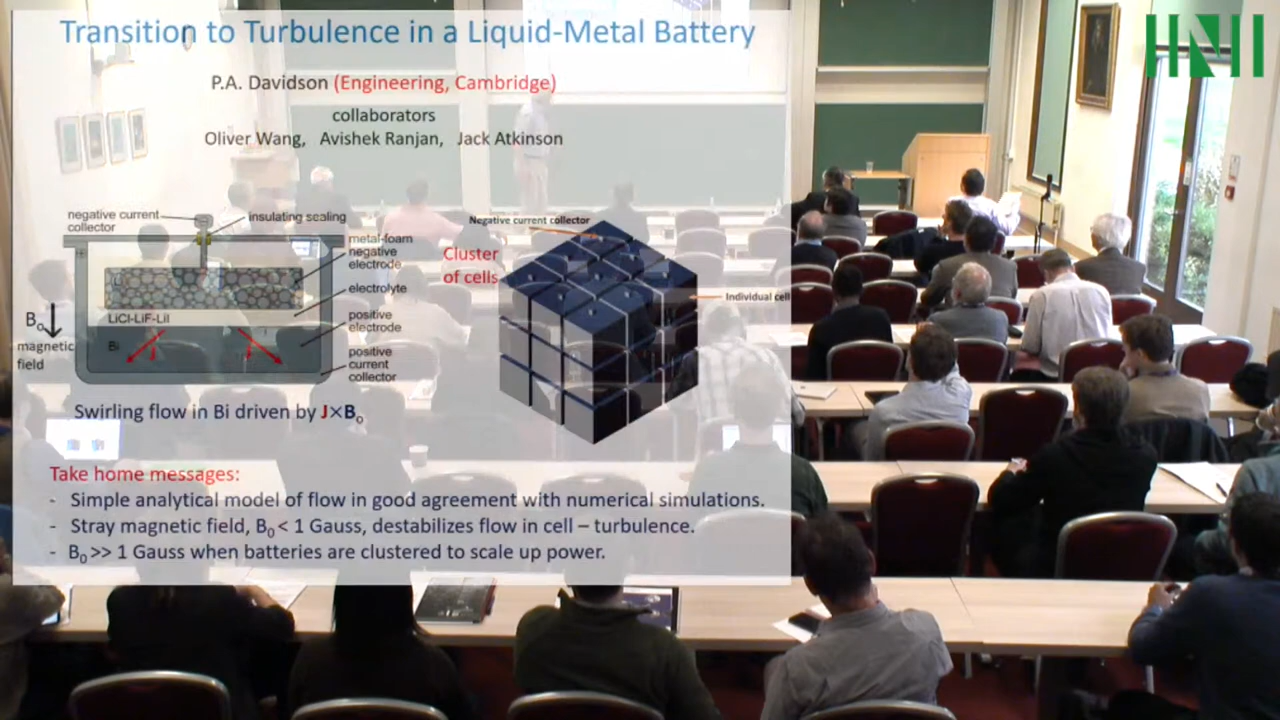 Transition to Turbulence in a Liquid-Metal Battery
HNI
P.A. Davidson (Engineering, Cambridge)
collaborators
Oliver Wang, Avishek Ranjan, Jack Atkinson
negative current
collector
insulating sealing
metal-foam
negative
electrode
electrolyte
positive
electrode
positive
current
collector
LiCl-LiF-LiI
Bi
B₀
magnetic
field
J
Negative current collector
Cluster
of cells
Individual cell
Swirling flow in Bi driven by J×B₀
Take home messages:
- Simple analytical model of flow in good agreement with numerical simulations.
- Stray magnetic field, B₀ < 1 Gauss, destabilizes flow in cell – turbulence.
- B₀ >> 1 Gauss when batteries are clustered to scale up power.